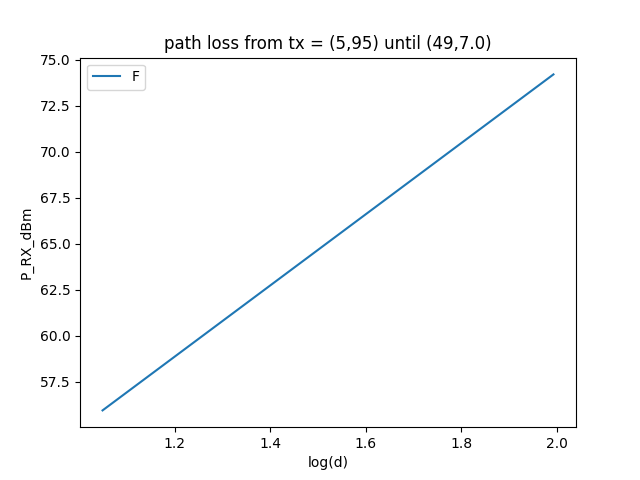 path loss from tx = (5,95) until (49,7.0)
F
75.0
72.5
70.0
67.5
65.0
62.5
60.0
57.5
P_RX_dBm
1.2 1.4 1.6 1.8 2.0
log(d)